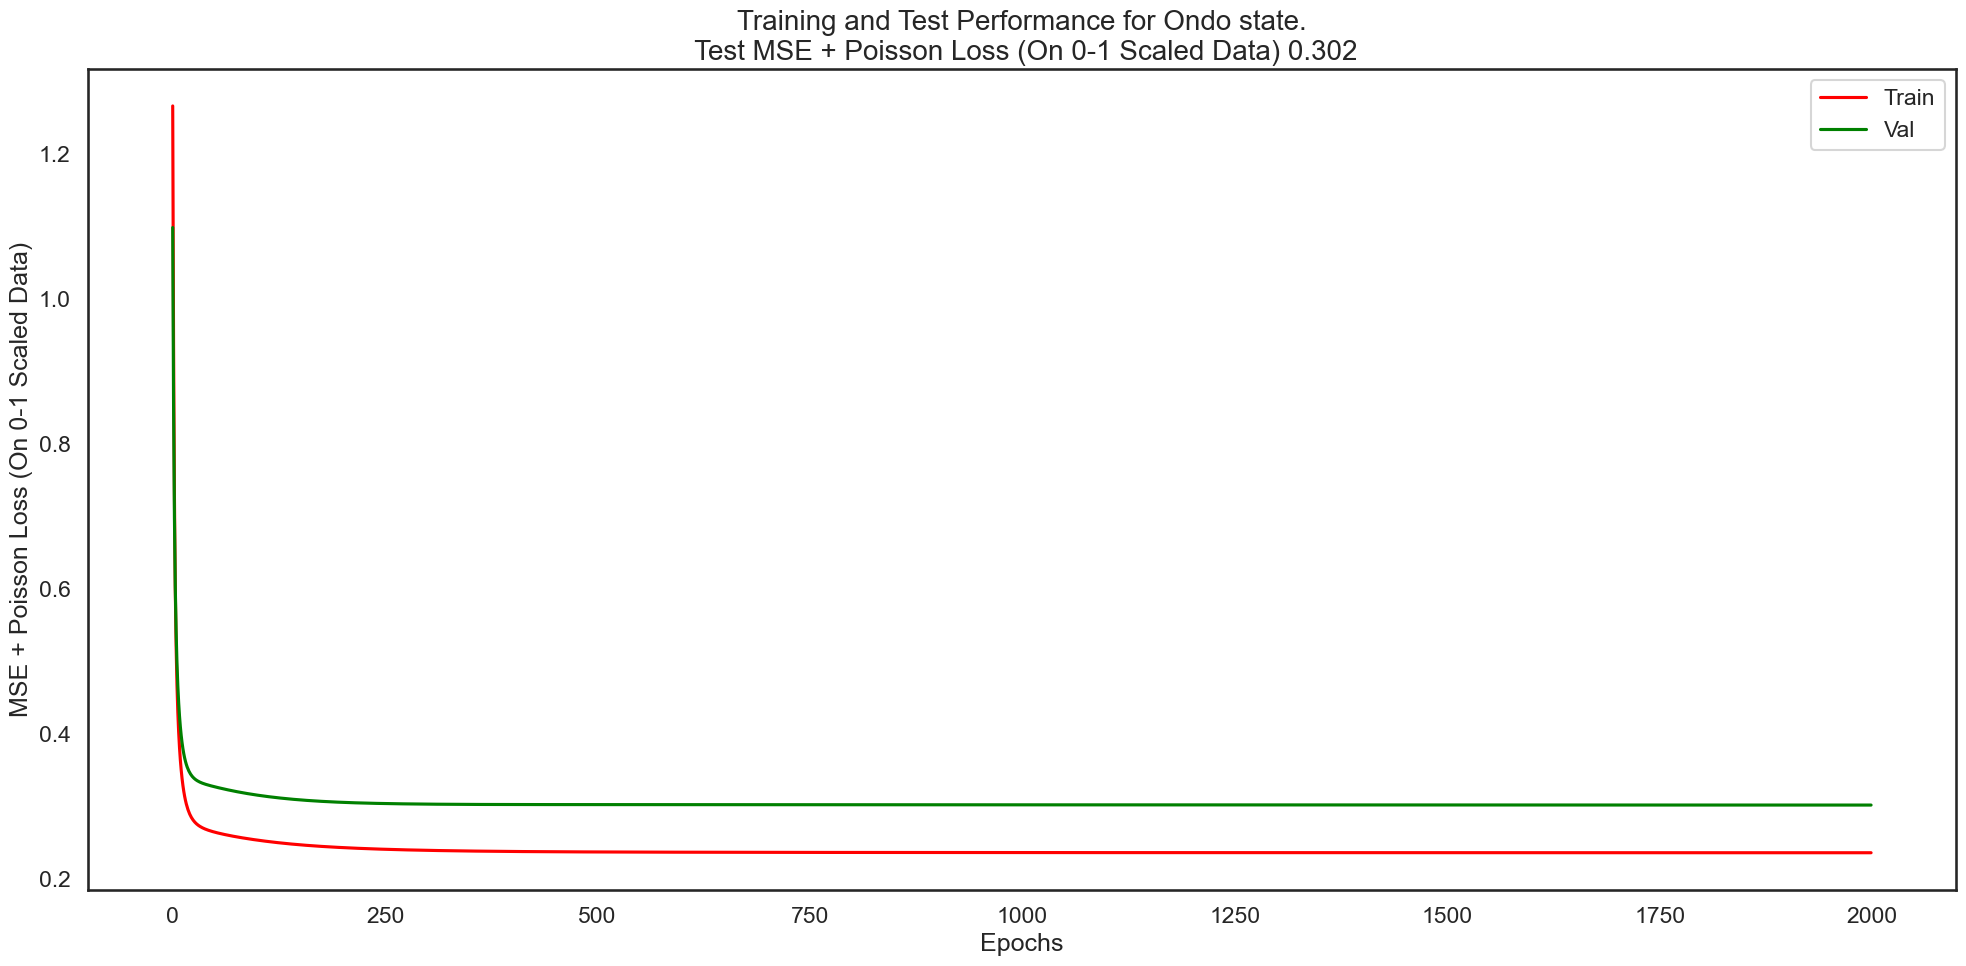 Training and Test Performance for Ondo state.
Test MSE + Poisson Loss (On 0-1 Scaled Data) 0.302
Train
Val
MSE + Poisson Loss (On 0-1 Scaled Data)
1.2
1.0
0.8
0.6
0.4
0.2
0 250 500 750 1000 1250 1500 1750 2000
Epochs